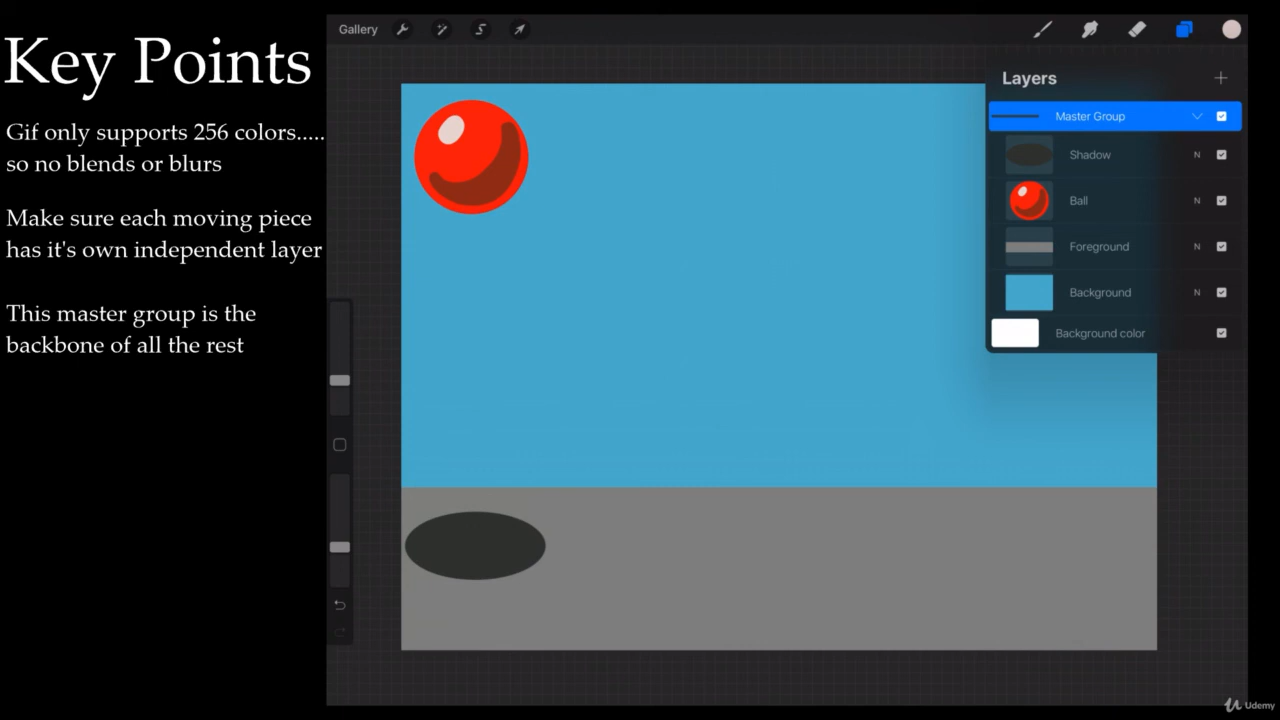 Key Points
Gif only supports 256 colors.....
so no blends or blurs
Make sure each moving piece
has it's own independent layer
This master group is the
backbone of all the rest
Gallery
Layers
Master Group
Shadow N
Ball N
Foreground N
Background N
Background color
Udemy